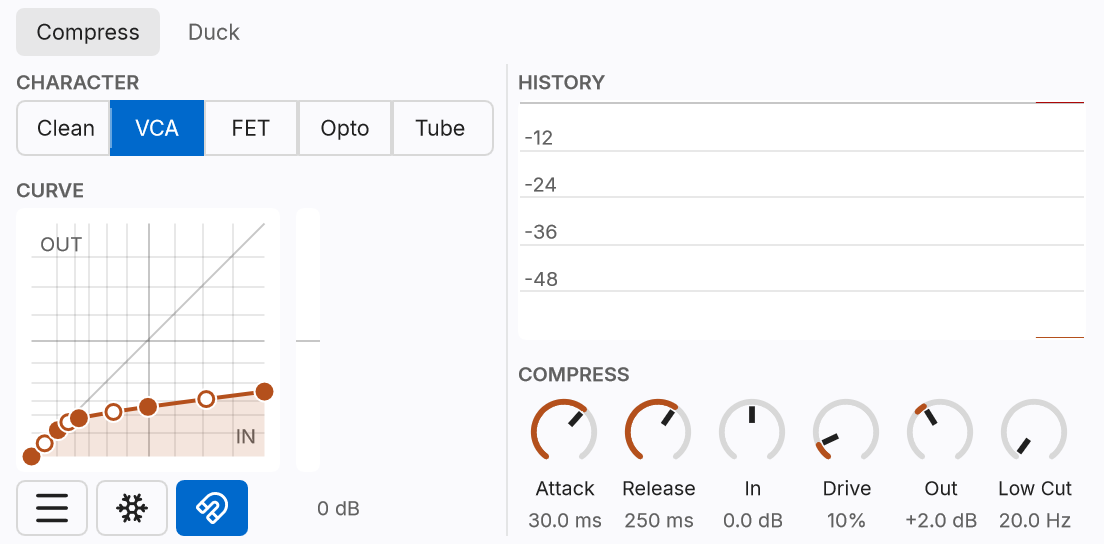 Compress Duck
CHARACTER
Clean VCA FET Opto Tube
CURVE
OUT
IN
0 dB
HISTORY
-12
-24
-36
-48
COMPRESS
Attack Release In Drive Out Low Cut
30.0 ms 250 ms 0.0 dB 10% +2.0 dB 20.0 Hz